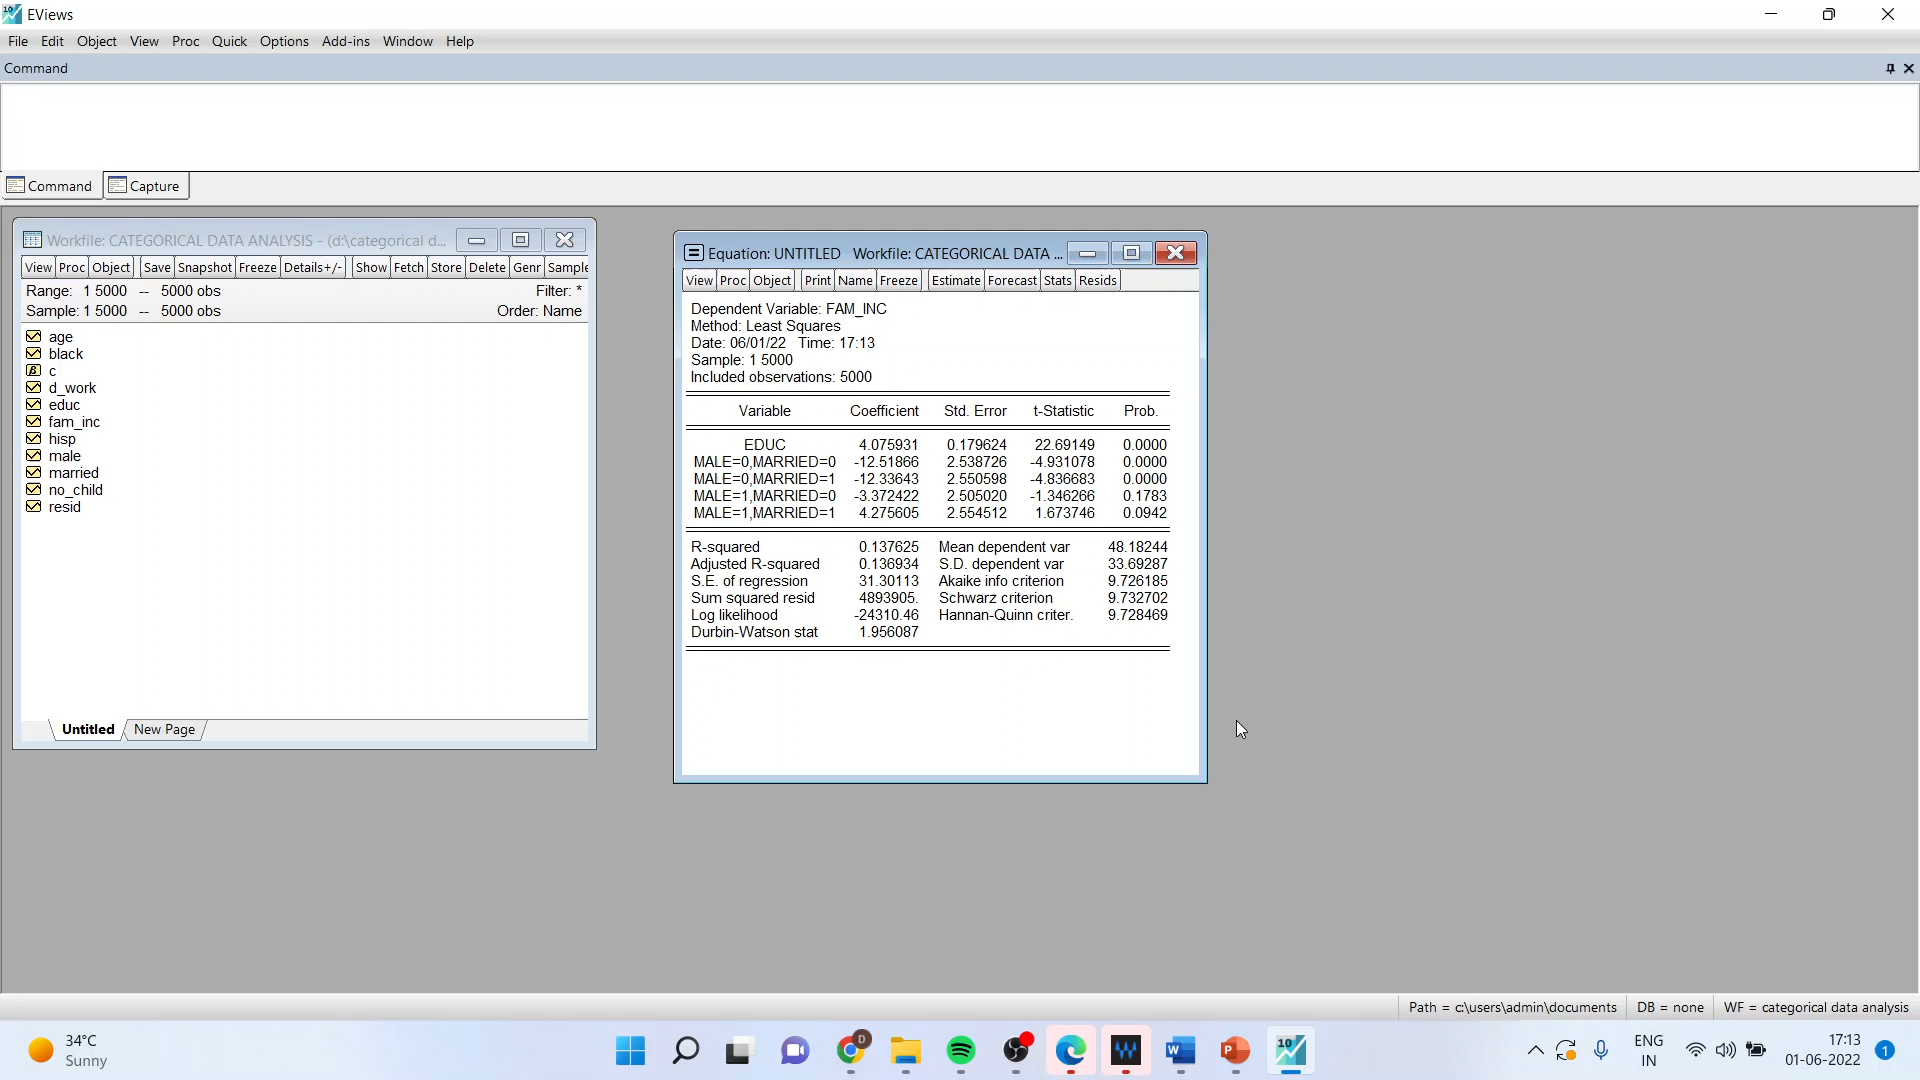 EViews
File Edit Object View Proc Quick Options Add-ins Window Help
Command
Command Capture
Workfile: CATEGORICAL DATA ANALYSIS - (d:\categorical d...
View Proc Object Save Snapshot Freeze Details+/- Show Fetch Store Delete Genr Sample
Range: 1 5000 -- 5000 obs Filter: *
Sample: 1 5000 -- 5000 obs Order: Name
age
black
c
d_work
educ
fam_inc
hisp
male
married
no_child
resid
Untitled New Page
Equation: UNTITLED Workfile: CATEGORICAL DATA ...
View Proc Object Print Name Freeze Estimate Forecast Stats Resids
Dependent Variable: FAM_INC
Method: Least Squares
Date: 06/01/22 Time: 17:13
Sample: 1 5000
Included observations: 5000
Variable Coefficient Std. Error t-Statistic Prob.
EDUC 4.075931 0.179624 22.69149 0.0000
MALE=0,MARRIED=0 -12.51866 2.538726 -4.931078 0.0000
MALE=0,MARRIED=1 -12.33643 2.550598 -4.836683 0.0000
MALE=1,MARRIED=0 -3.372422 2.505020 -1.346266 0.1783
MALE=1,MARRIED=1 4.275605 2.554512 1.673746 0.0942
R-squared 0.137625 Mean dependent var 48.18244
Adjusted R-squared 0.136934 S.D. dependent var 33.69287
S.E. of regression 31.30113 Akaike info criterion 9.726185
Sum squared resid 4893905. Schwarz criterion 9.732702
Log likelihood -24310.46 Hannan-Quinn criter. 9.728469
Durbin-Watson stat 1.956087
Path = c:\users\admin\documents DB = none WF = categorical data analysis
34°C
Sunny
ENG
IN
17:13
01-06-2022
1